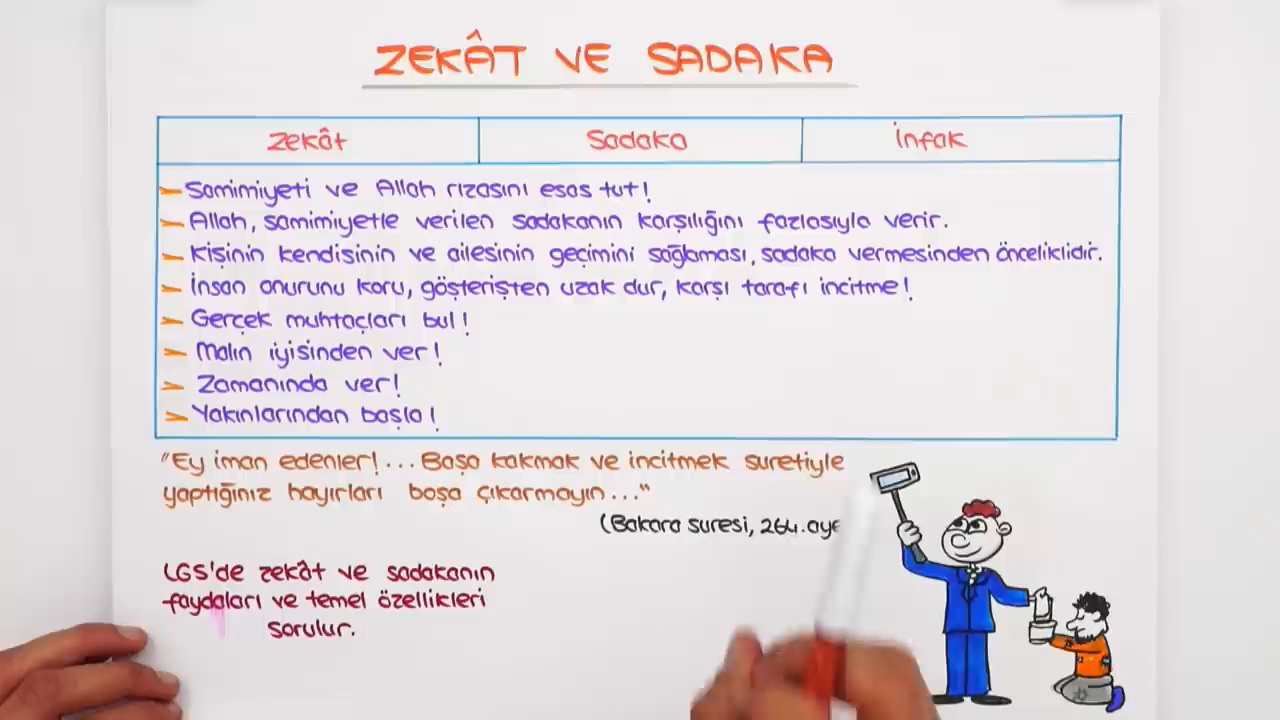 ZEKÂT VE SADAKA
Zekât Sadaka İnfak
Samimiyeti ve Allah rızasını esas tut!
Allah, samimiyetle verilen sadakanın karşılığını fazlasıyla verir.
Kişinin kendisinin ve ailesinin geçimini sağlaması, sadaka vermesinden önceliklidir.
İnsan onurunu koru, gösterişten uzak dur, karşı tarafı incitme!
Gerçek muhtaçları bul!
Malın iyisinden ver!
Zamanında ver!
Yakınlarından başla!
"Ey iman edenler!... Başa kakmak ve incitmek suretiyle
yaptığınız hayırları boşa çıkarmayın..."
(Bakara suresi, 264.
LGS'de zekât ve sadakanın
faydaları ve temel özellikleri
sorulur.